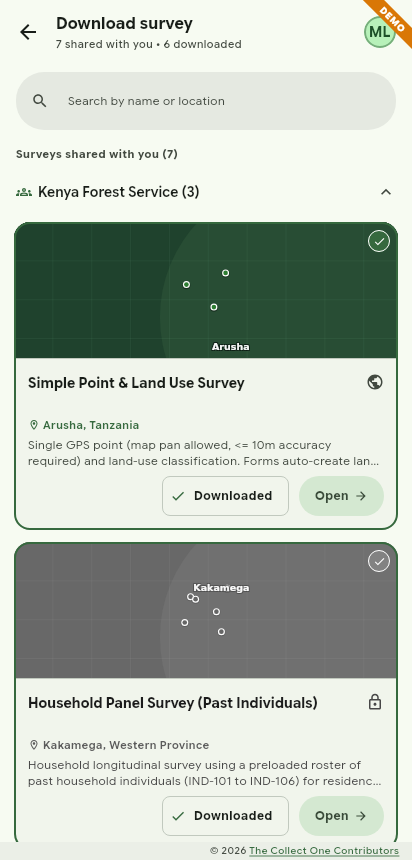 Download survey
7 shared with you • 6 downloaded
ML
DEMO
Search by name or location
Surveys shared with you (7)
Kenya Forest Service (3)
Arusha
Simple Point & Land Use Survey
Arusha, Tanzania
Single GPS point (map pan allowed, <= 10m accuracy
required) and land-use classification. Forms auto-create lan...
Downloaded
Open
Kakamega
Household Panel Survey (Past Individuals)
Kakamega, Western Province
Household longitudinal survey using a preloaded roster of
past household individuals (IND-101 to IND-106) for residenc...
Downloaded
Open
© 2026 The Collect One Contributors